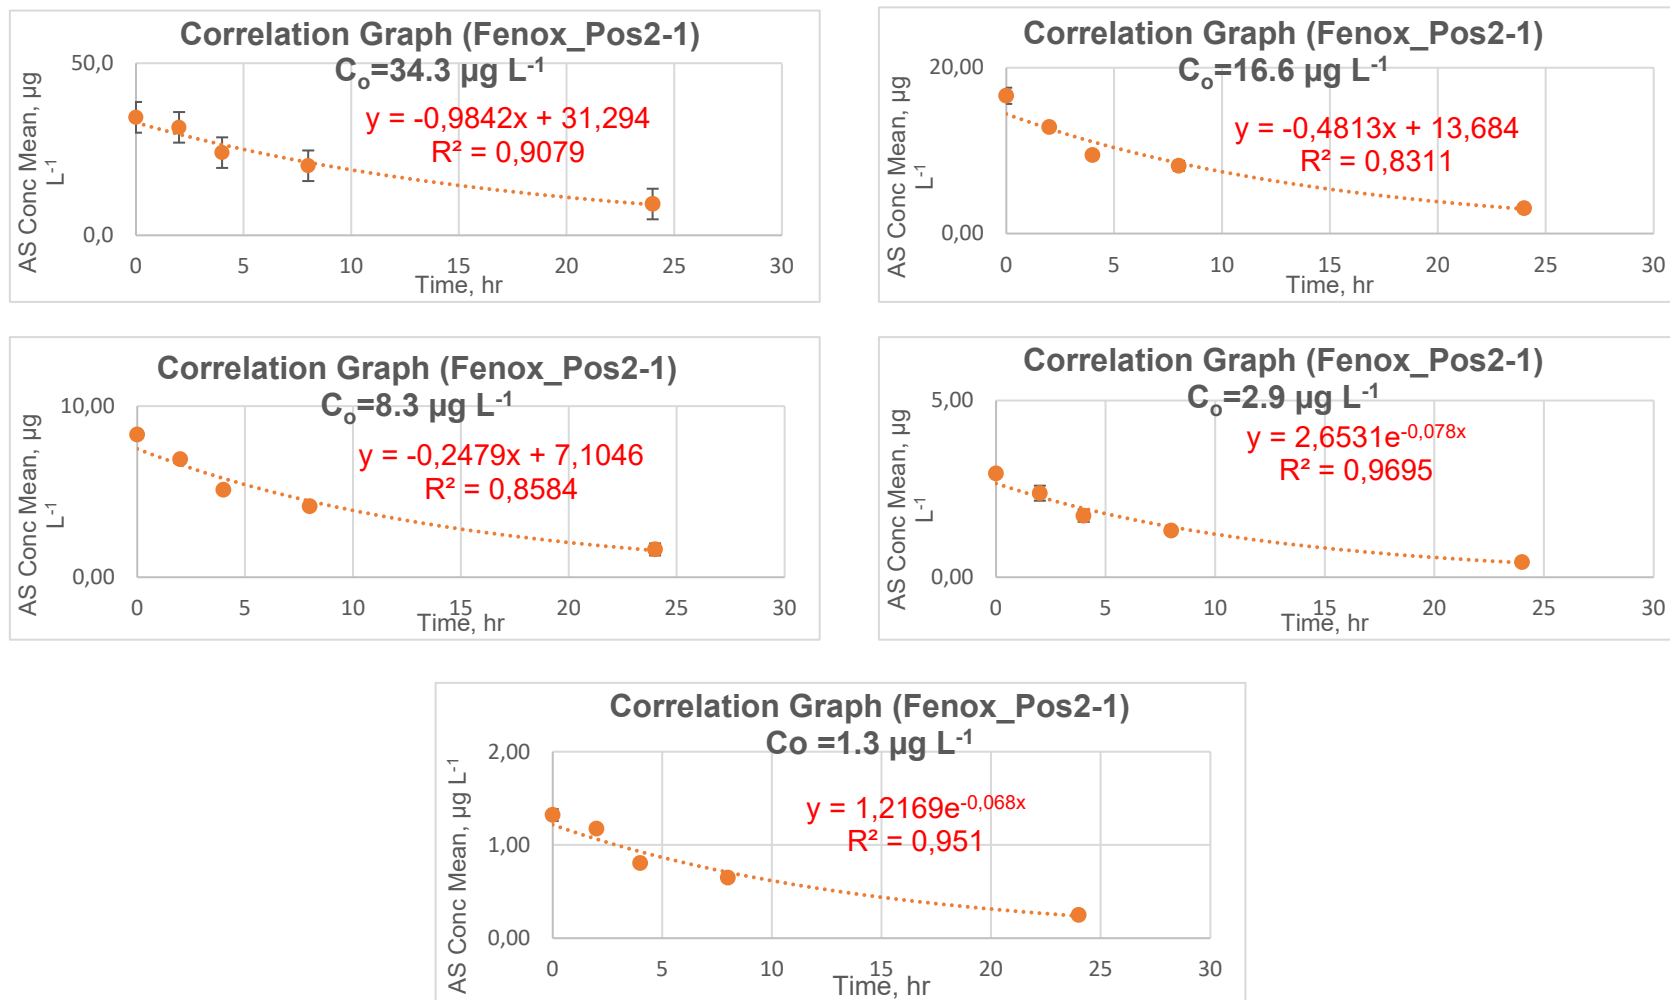 Correlation Graph (Fenox_Pos2-1)
Cₒ=34.3 µg L⁻¹
y = -0,9842x + 31,294
R² = 0,9079
AS Conc Mean, µg
L⁻¹
50,0
0,0
0 5 10 15 20 25 30
Time, hr
Correlation Graph (Fenox_Pos2-1)
Cₒ=16.6 µg L⁻¹
y = -0,4813x + 13,684
R² = 0,8311
AS Conc Mean, µg
L⁻¹
20,00
0,00
0 5 10 15 20 25 30
Time, hr
Correlation Graph (Fenox_Pos2-1)
Cₒ=8.3 µg L⁻¹
y = -0,2479x + 7,1046
R² = 0,8584
AS Conc Mean, µg
L⁻¹
10,00
0,00
0 5 10 15 20 25 30
Time, hr
Correlation Graph (Fenox_Pos2-1)
Cₒ=2.9 µg L⁻¹
y = 2,6531e⁻⁰,⁰⁷⁸ˣ
R² = 0,9695
AS Conc Mean, µg
L⁻¹
5,00
0,00
0 5 10 15 20 25 30
Time, hr
Correlation Graph (Fenox_Pos2-1)
Co =1.3 µg L⁻¹
y = 1,2169e⁻⁰,⁰⁶⁸ˣ
R² = 0,951
AS Conc Mean, µg L⁻¹
2,00
1,00
0,00
0 5 10 15 20 25 30
Time, hr